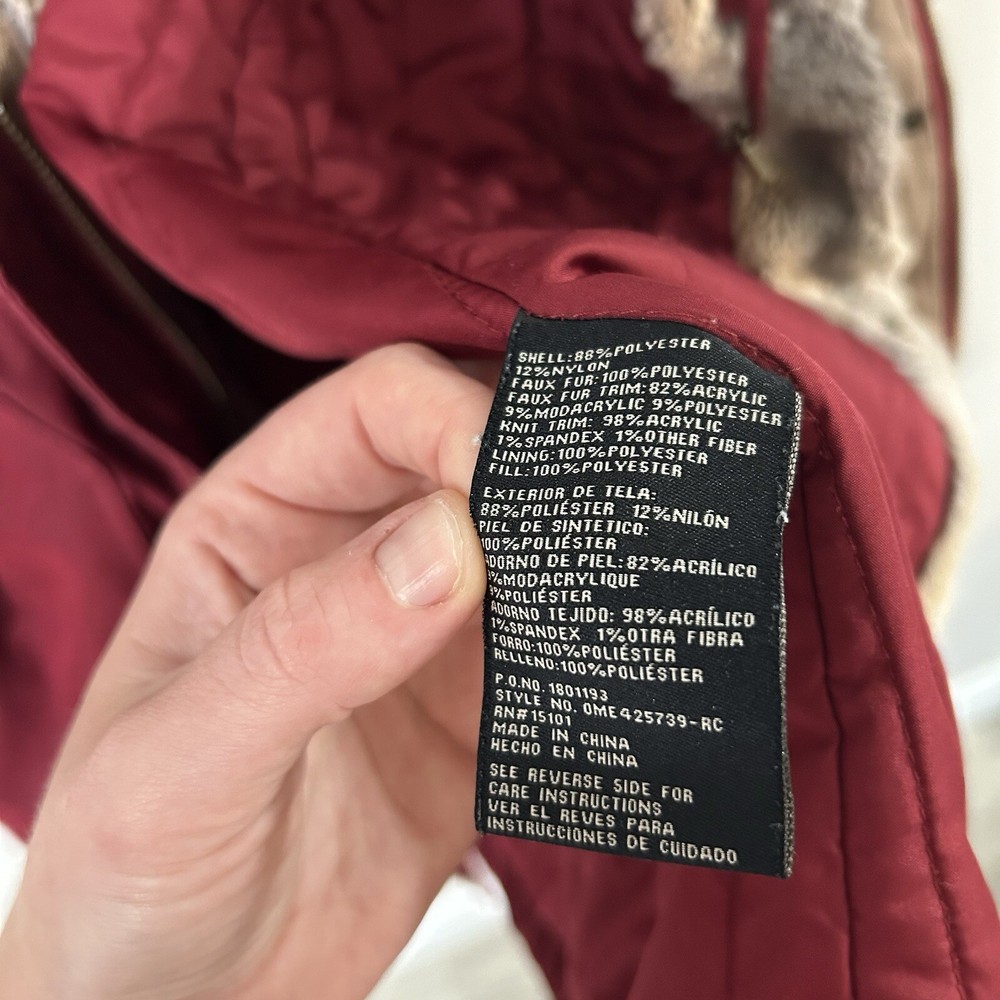 SHELL:88%POLYESTER
12%NYLON
FAUX FUR:100%POLYESTER
FAUX FUR TRIM:82%ACRYLIC
9%MODACRYLIC 9%POLYESTER
KNIT TRIM: 98%ACRYLIC
1%SPANDEX 1%OTHER FIBER
LINING:100%POLYESTER
FILL:100%POLYESTER
EXTERIOR DE TELA:
88%POLIÉSTER 12%NILÓN
PIEL DE SINTETICO:
100%POLIÉSTER
ADORNO DE PIEL:82%ACRÍLICO
9%MODACRYLIQUE
9%POLIÉSTER
ADORNO TEJIDO: 98%ACRÍLICO
1%SPANDEX 1%OTRA FIBRA
FORRO:100%POLIÉSTER
RELLENO:100%POLIÉSTER
P.O.NO. 1801193
STYLE NO. OME425739-RC
RN#15101
MADE IN CHINA
HECHO EN CHINA
SEE REVERSE SIDE FOR
CARE INSTRUCTIONS
VER EL REVES PARA
INSTRUCCIONES DE CUIDADO